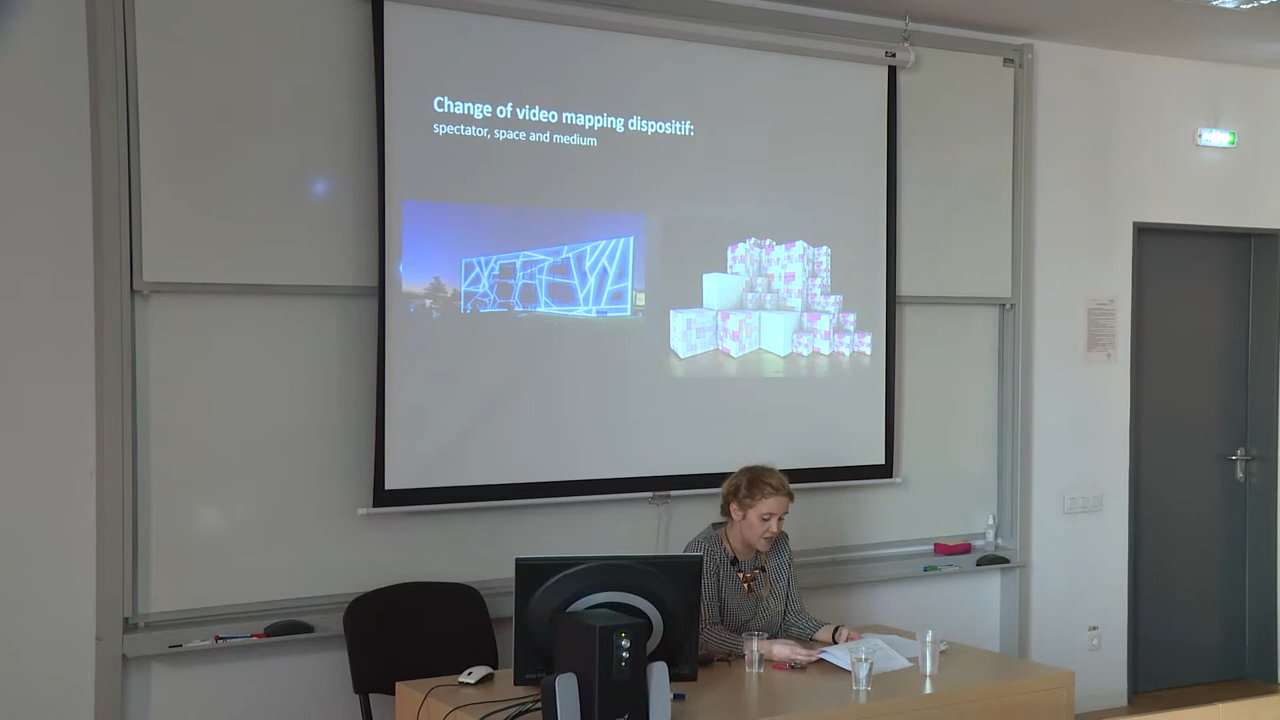 Change of video mapping dispositif:
spectator, space and medium